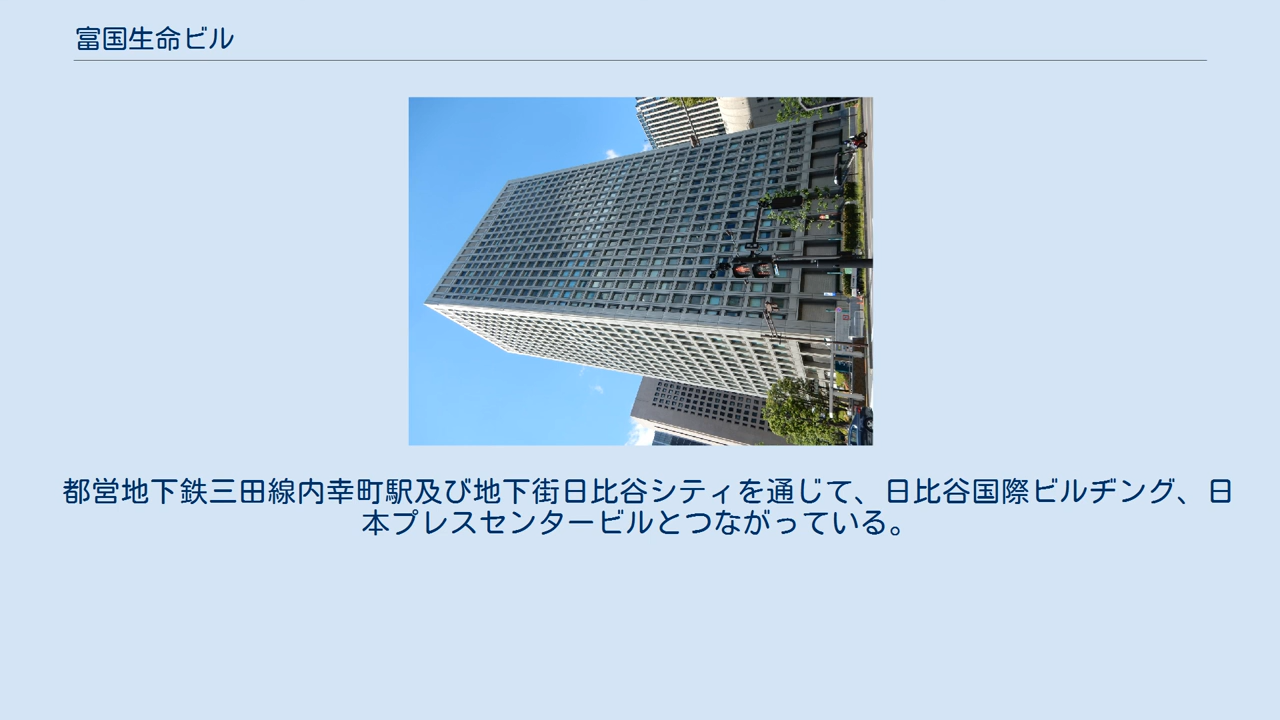 富国生命ビル
都営地下鉄三田線内幸町駅及び地下街日比谷シティを通じて、日比谷国際ビルヂング、日
本プレスセンタービルとつながっている。